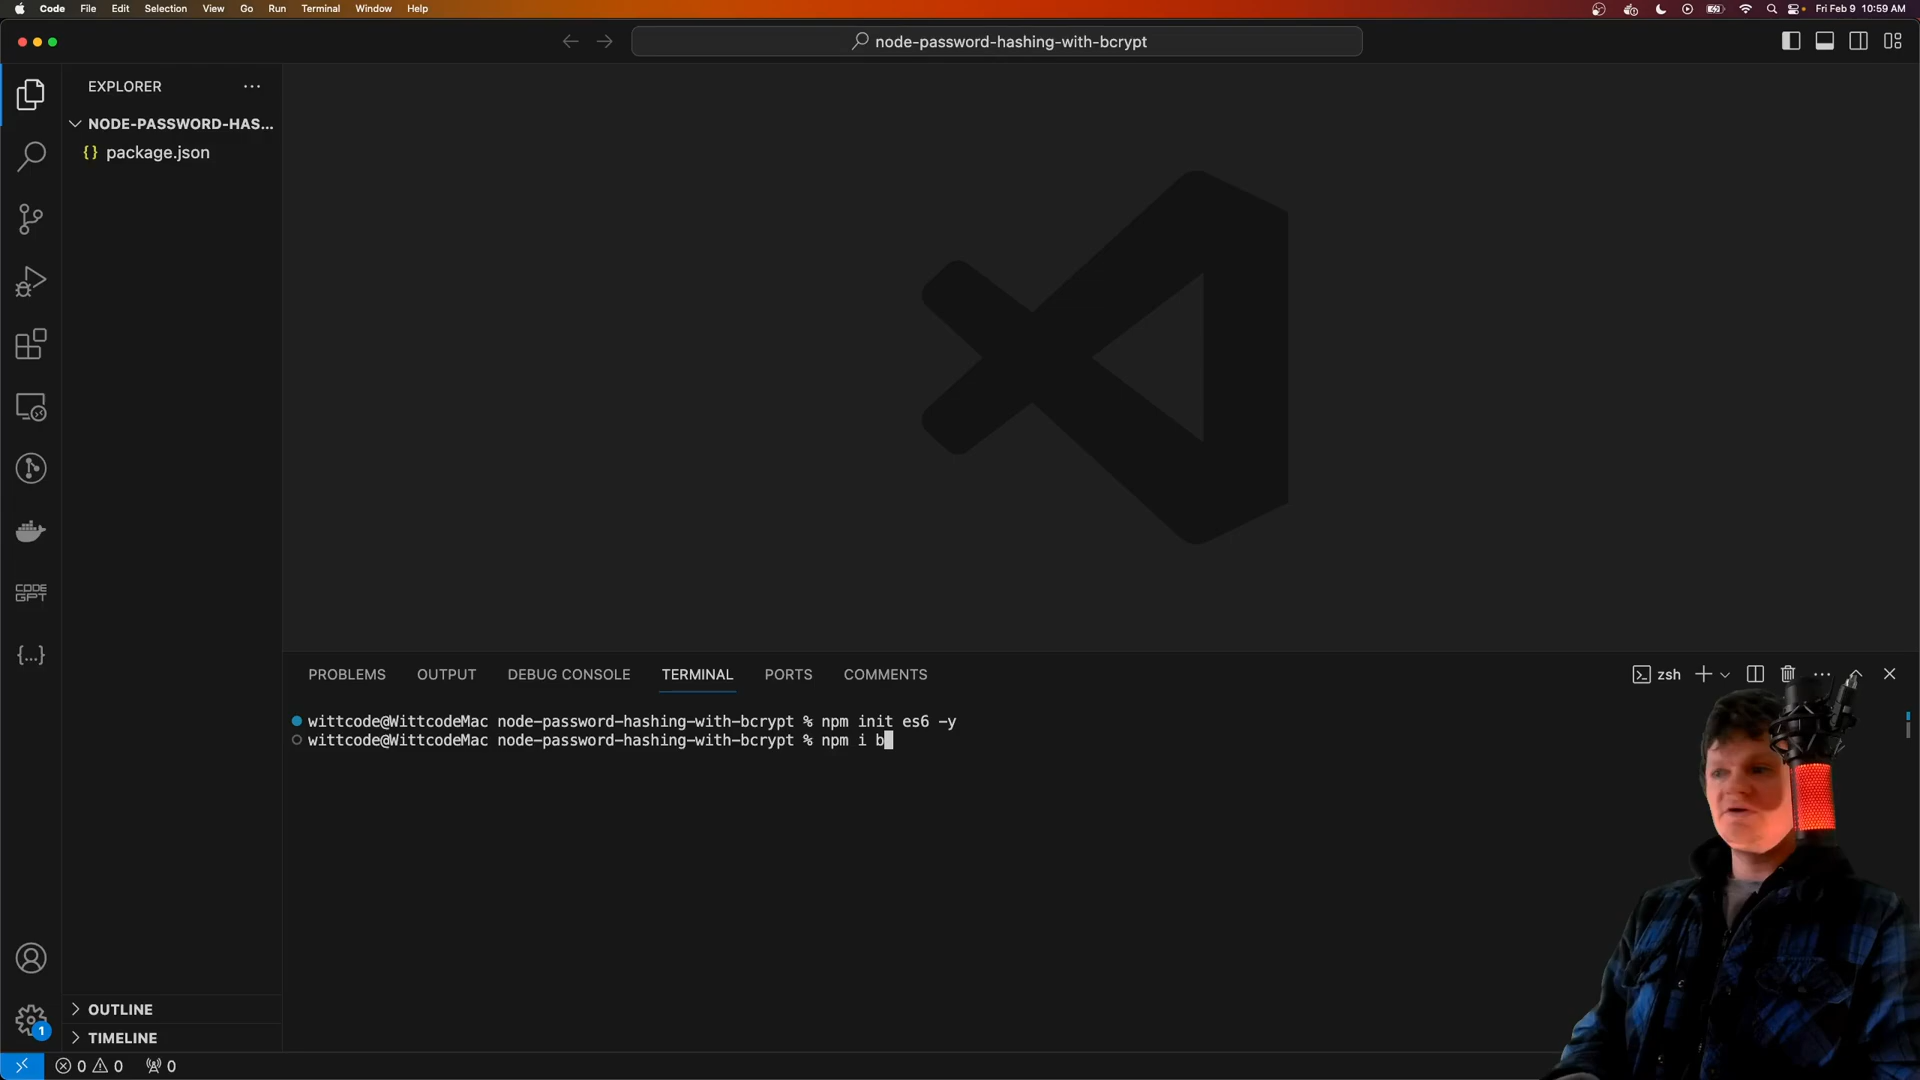 Code File Edit Selection View Go Run Terminal Window Help Fri Feb 9 10:59 AM
node-password-hashing-with-bcrypt
EXPLORER
NODE-PASSWORD-HAS...
{} package.json
CODE
GPT
{...}
PROBLEMS OUTPUT DEBUG CONSOLE TERMINAL PORTS COMMENTS
zsh
wittcode@WittcodeMac node-password-hashing-with-bcrypt % npm init es6 -y
wittcode@WittcodeMac node-password-hashing-with-bcrypt % npm i b
OUTLINE
1
TIMELINE
0 0 0